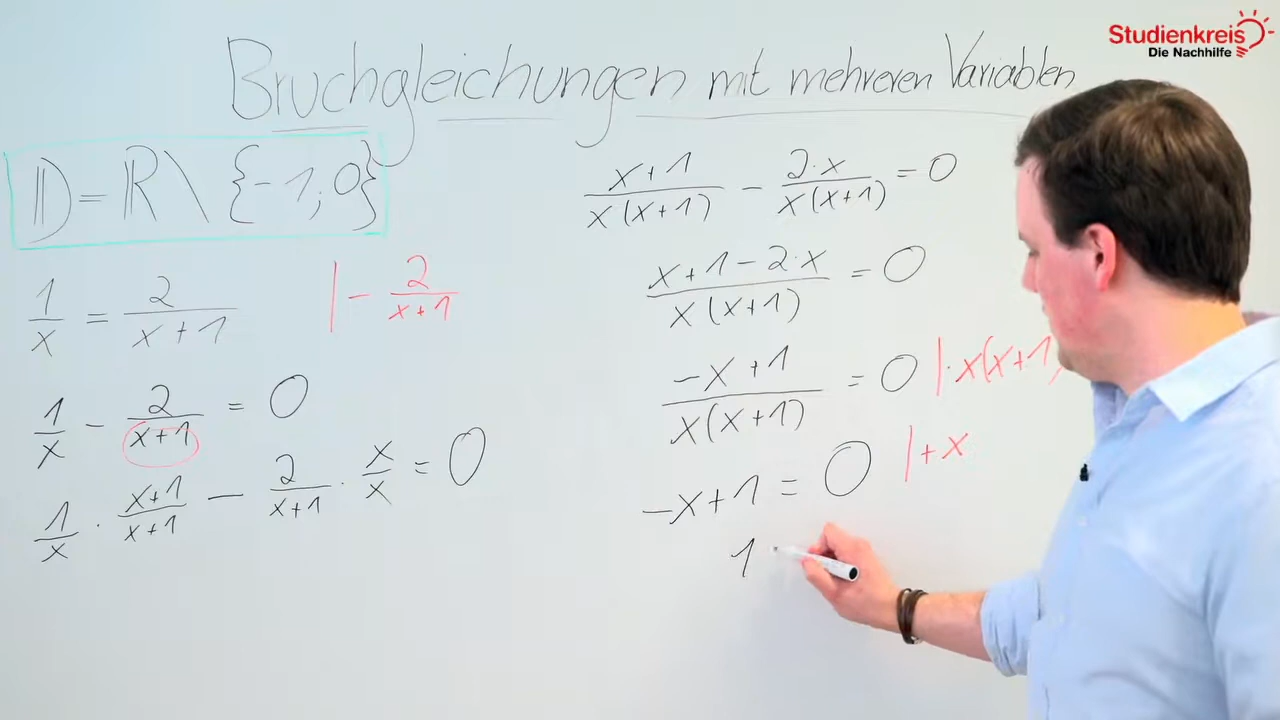 Studienkreis
Die Nachhilfe
Bruchgleichungen mit mehreren Variablen
𝔻 = ℝ \ {-1; 0}
1/x = 2/(x+1) | - 2/(x+1)
1/x - 2/(x+1) = 0
1/x · (x+1)/(x+1) - 2/(x+1) · x/x = 0
(x+1)/(x(x+1)) - (2·x)/(x(x+1)) = 0
(x+1-2·x)/(x(x+1)) = 0
(-x+1)/(x(x+1)) = 0 | · x(x+1)
-x+1 = 0 | +x
1